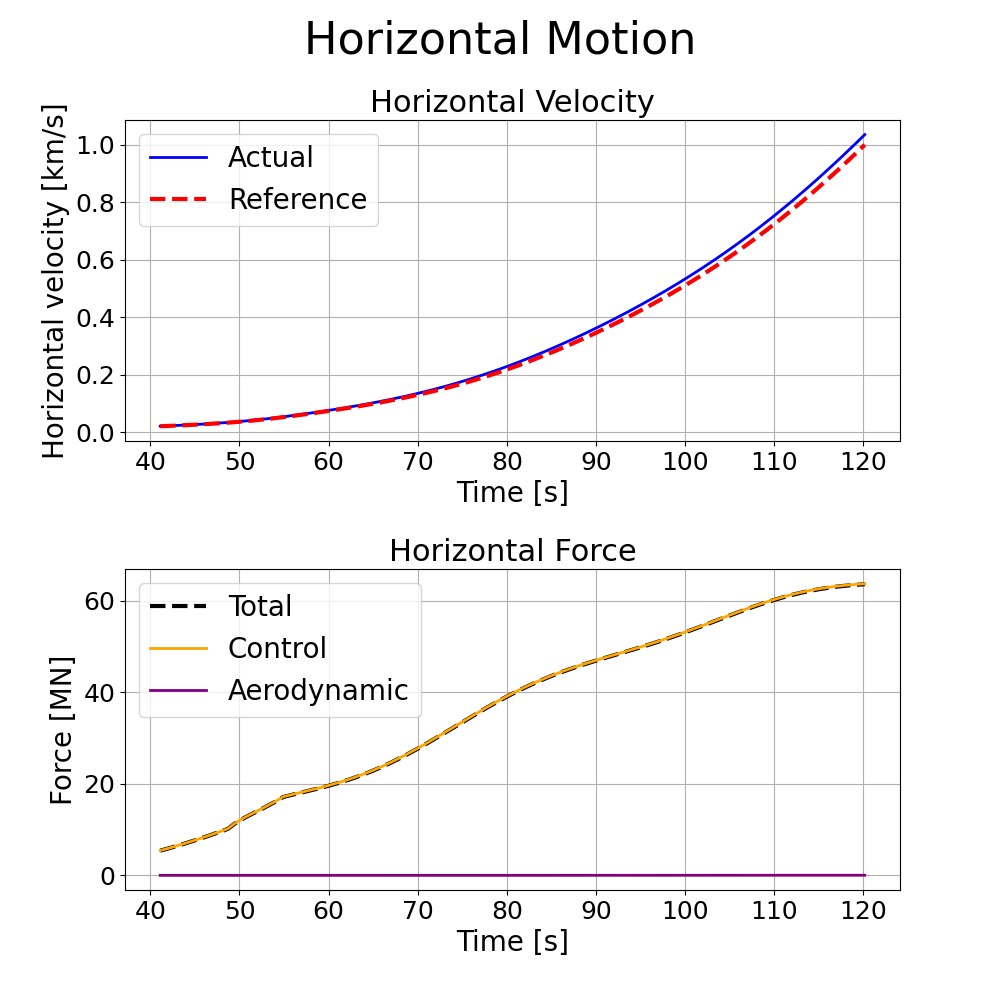 Horizontal Motion
Horizontal Velocity
Horizontal velocity [km/s]
1.0
0.8
0.6
0.4
0.2
0.0
Actual
Reference
40 50 60 70 80 90 100 110 120
Time [s]
Horizontal Force
Force [MN]
60
40
20
0
Total
Control
Aerodynamic
40 50 60 70 80 90 100 110 120
Time [s]